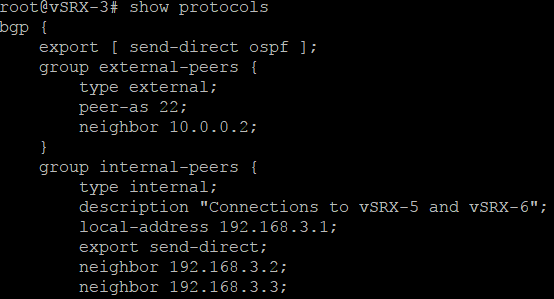 root@vSRX-3# show protocols
bgp {
    export [ send-direct ospf ];
    group external-peers {
        type external;
        peer-as 22;
        neighbor 10.0.0.2;
    }
    group internal-peers {
        type internal;
        description "Connections to vSRX-5 and vSRX-6";
        local-address 192.168.3.1;
        export send-direct;
        neighbor 192.168.3.2;
        neighbor 192.168.3.3;